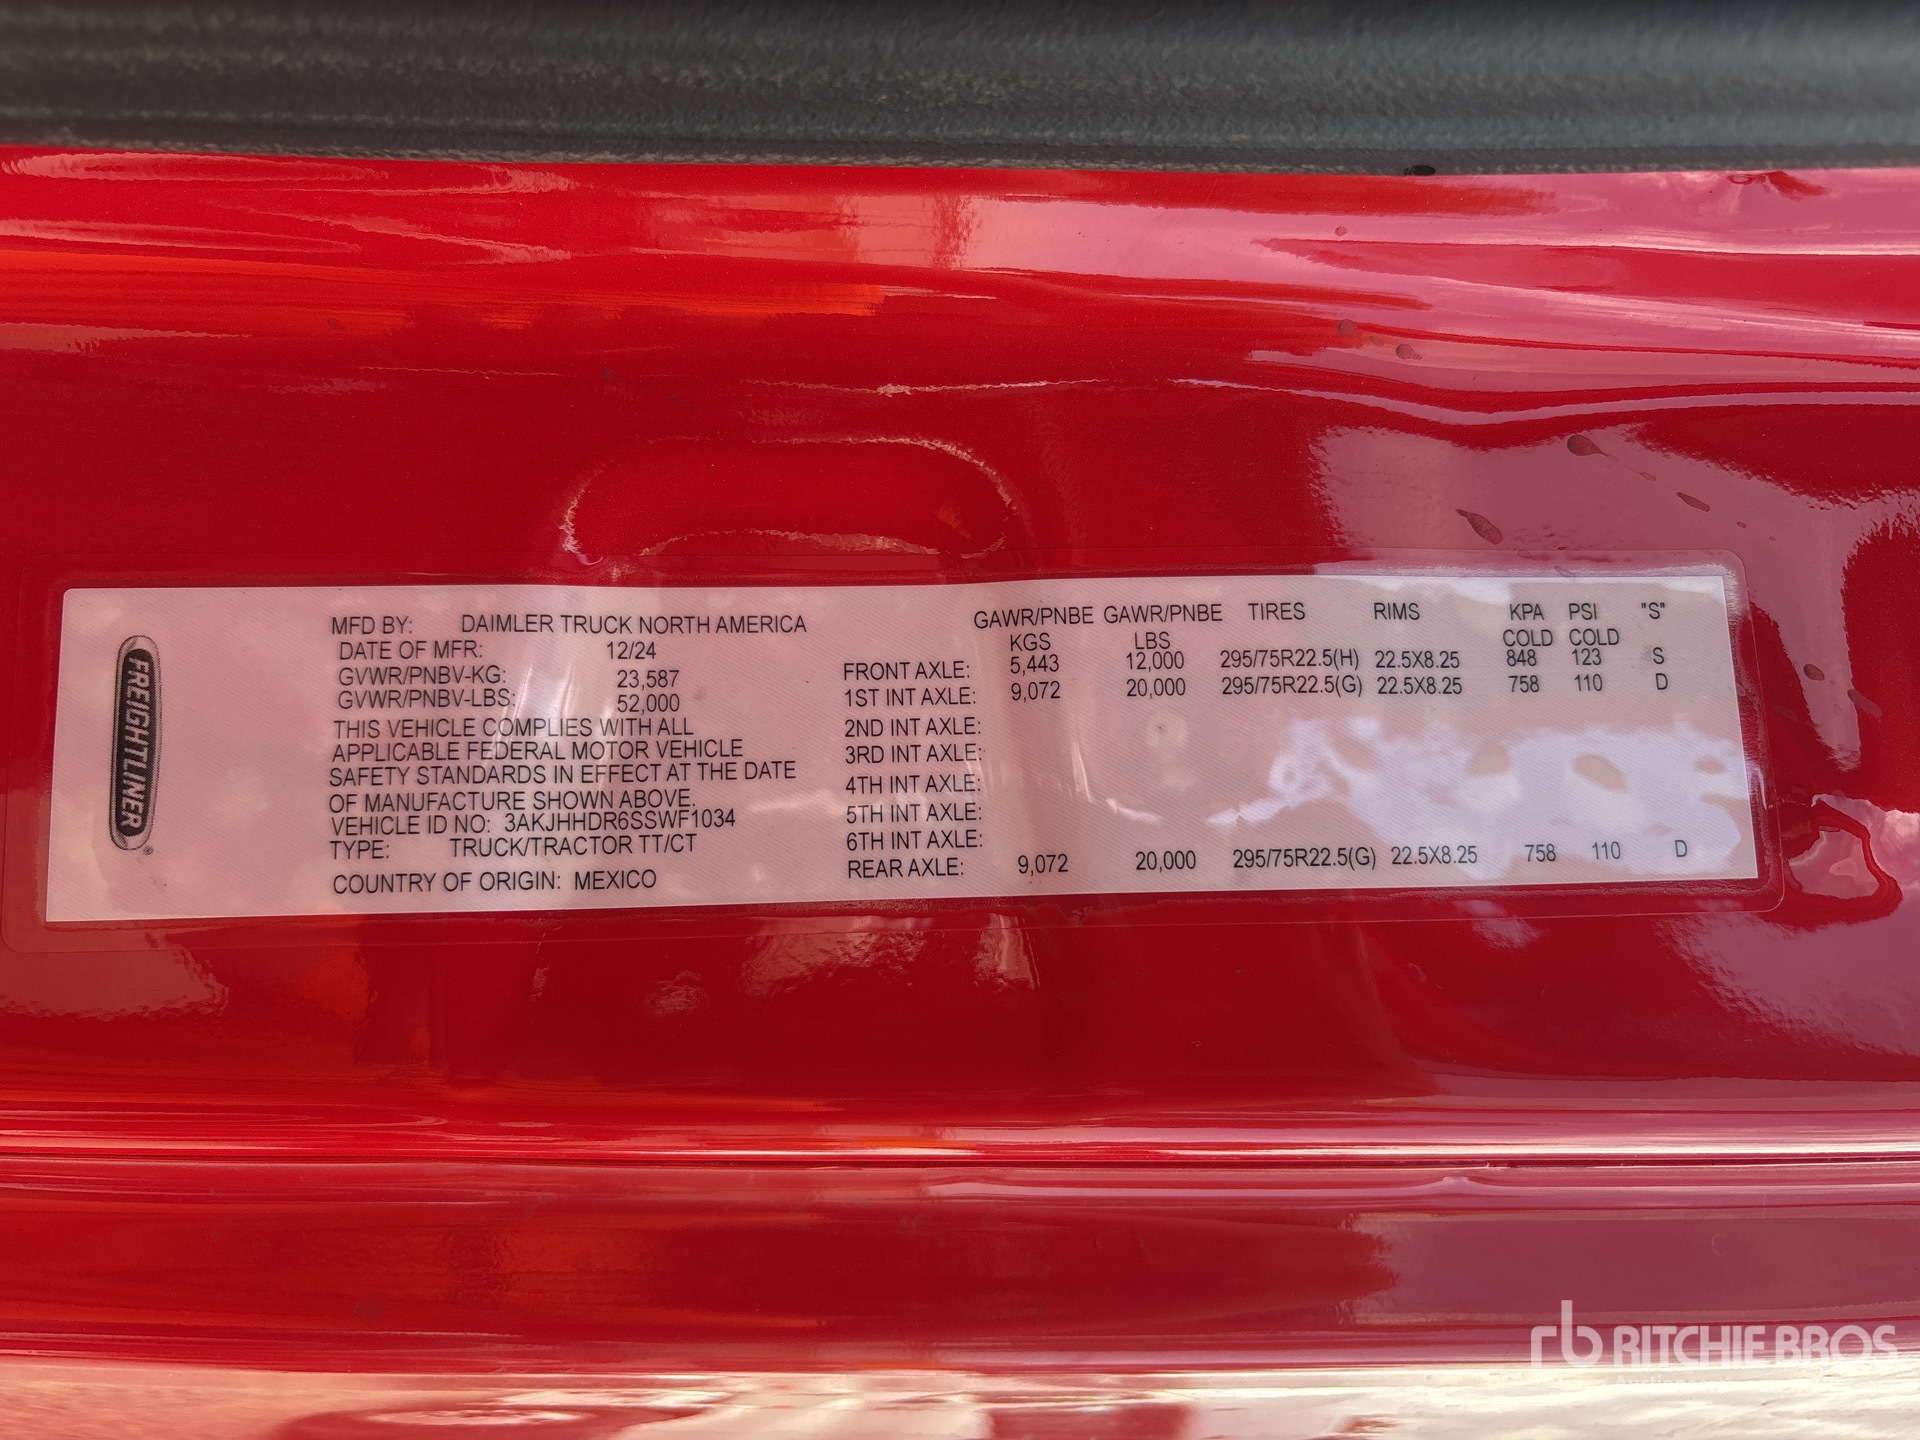 FREIGHTLINER
MFD BY: DAIMLER TRUCK NORTH AMERICA
DATE OF MFR: 12/24
GVWR/PNBV-KG: 23,587
GVWR/PNBV-LBS: 52,000
THIS VEHICLE COMPLIES WITH ALL
APPLICABLE FEDERAL MOTOR VEHICLE
SAFETY STANDARDS IN EFFECT AT THE DATE
OF MANUFACTURE SHOWN ABOVE.
VEHICLE ID NO: 3AKJHHDR6SSWF1034
TYPE: TRUCK/TRACTOR TT/CT
COUNTRY OF ORIGIN: MEXICO
GAWR/PNBE GAWR/PNBE TIRES RIMS KPA PSI "S"
KGS LBS COLD COLD
FRONT AXLE: 5,443 12,000 295/75R22.5(H) 22.5X8.25 848 123 S
1ST INT AXLE: 9,072 20,000 295/75R22.5(G) 22.5X8.25 758 110 D
2ND INT AXLE:
3RD INT AXLE:
4TH INT AXLE:
5TH INT AXLE:
6TH INT AXLE:
REAR AXLE: 9,072 20,000 295/75R22.5(G) 22.5X8.25 758 110 D
rb RITCHIE BROS